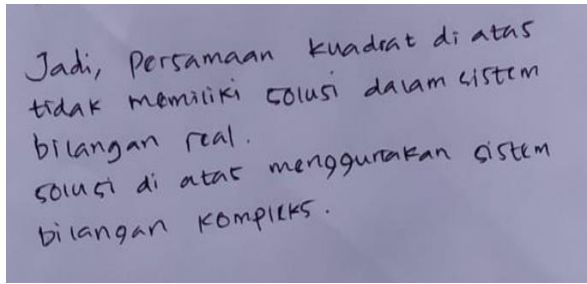 Jadi, Persamaan kuadrat di atas
tidak memiliki solusi dalam sistem
bilangan real.
solusi di atas menggunakan sistem
bilangan kompleks.